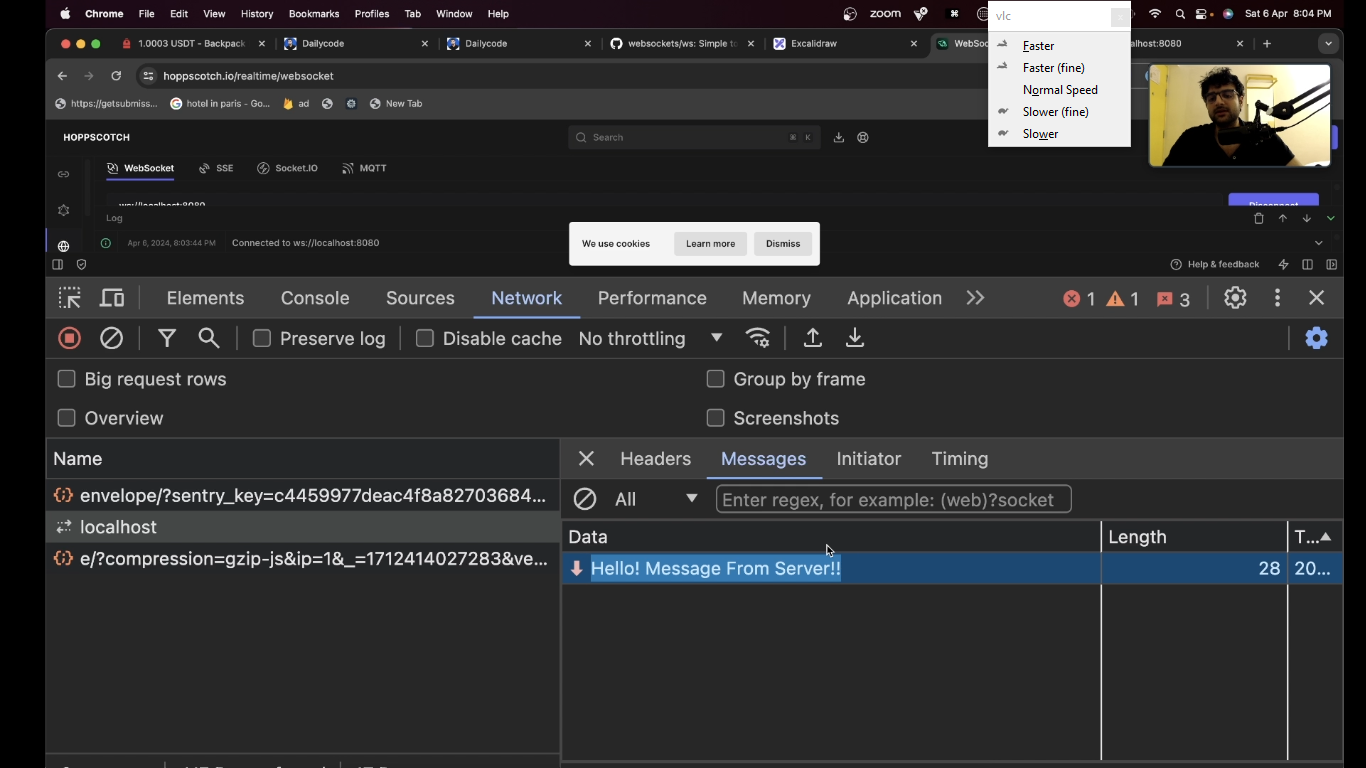 Chrome File Edit View History Bookmarks Profiles Tab Window Help
zoom
Sat 6 Apr 8:04 PM
vlc
Faster
Faster (fine)
Normal Speed
Slower (fine)
Slower
1.0003 USDT - Backpack
Dailycode
Dailycode
websockets/ws: Simple to
Excalidraw
WebSoc
alhost:8080
hoppscotch.io/realtime/websocket
https://getsubmiss...
hotel in paris - Go...
ad
New Tab
HOPPSCOTCH
Search
⌘ K
WebSocket SSE Socket.IO MQTT
ws://localhost:8080
Disconnect
Log
Apr 6, 2024, 8:03:44 PM Connected to ws://localhost:8080
We use cookies
Learn more
Dismiss
Help & feedback
Elements Console Sources Network Performance Memory Application
1 1 3
Preserve log
Disable cache
No throttling
Big request rows
Group by frame
Overview
Screenshots
Name
envelope/?sentry_key=c4459977deac4f8a82703684...
localhost
e/?compression=gzip-js&ip=1&_=1712414027283&ve...
Headers Messages Initiator Timing
All
Enter regex, for example: (web)?socket
Data Length T...
Hello! Message From Server!! 28 20...